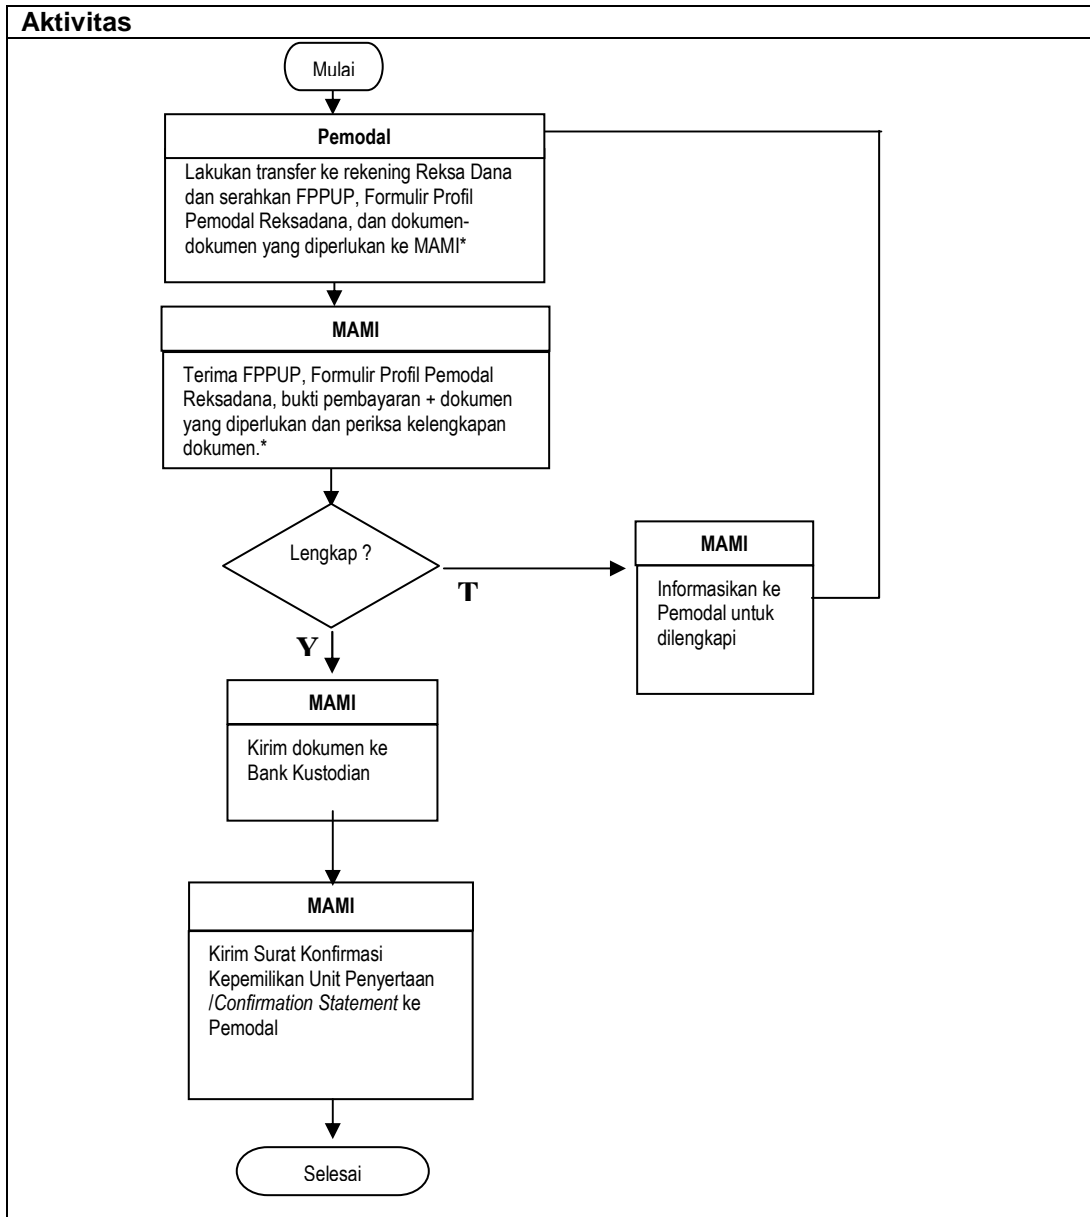 Aktivitas
Mulai
Pemodal
Lakukan transfer ke rekening Reksa Dana
dan serahkan FPPUP, Formulir Profil
Pemodal Reksadana, dan dokumen-
dokumen yang diperlukan ke MAMI*
MAMI
Terima FPPUP, Formulir Profil Pemodal
Reksadana, bukti pembayaran + dokumen
yang diperlukan dan periksa kelengkapan
dokumen.*
Lengkap ?
T
MAMI
Informasikan ke
Pemodal untuk
dilengkapi
Y
MAMI
Kirim dokumen ke
Bank Kustodian
MAMI
Kirim Surat Konfirmasi
Kepemilikan Unit Penyertaan
/Confirmation Statement ke
Pemodal
Selesai